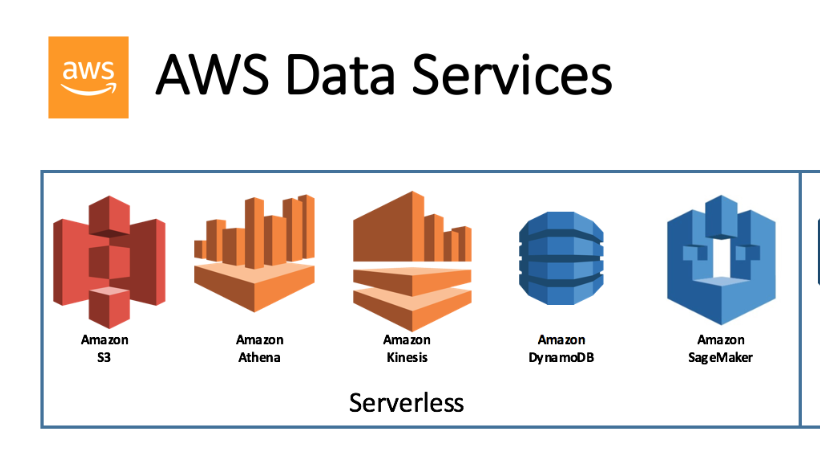 aws
AWS Data Services
Amazon
S3
Amazon
Athena
Amazon
Kinesis
Amazon
DynamoDB
Amazon
SageMaker
Serverless